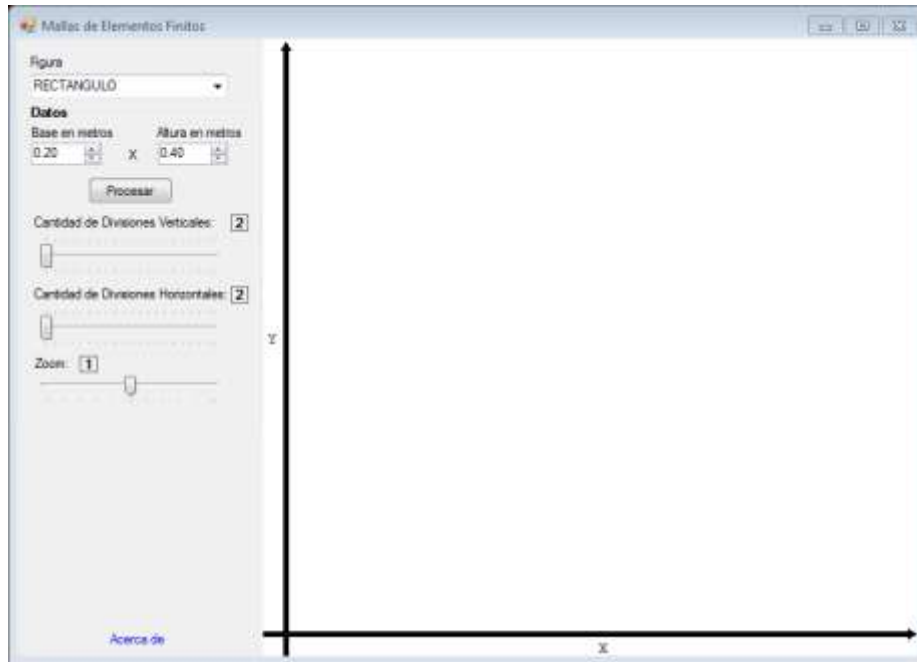 Mallas de Elementos Finitos
Figura
RECTANGULO
Datos
Base en metros Altura en metros
0.20 X 0.40
Procesar
Cantidad de Divisiones Verticales: 2
Cantidad de Divisiones Horizontales: 2
Zoom: 1
Y
X
Acerca de